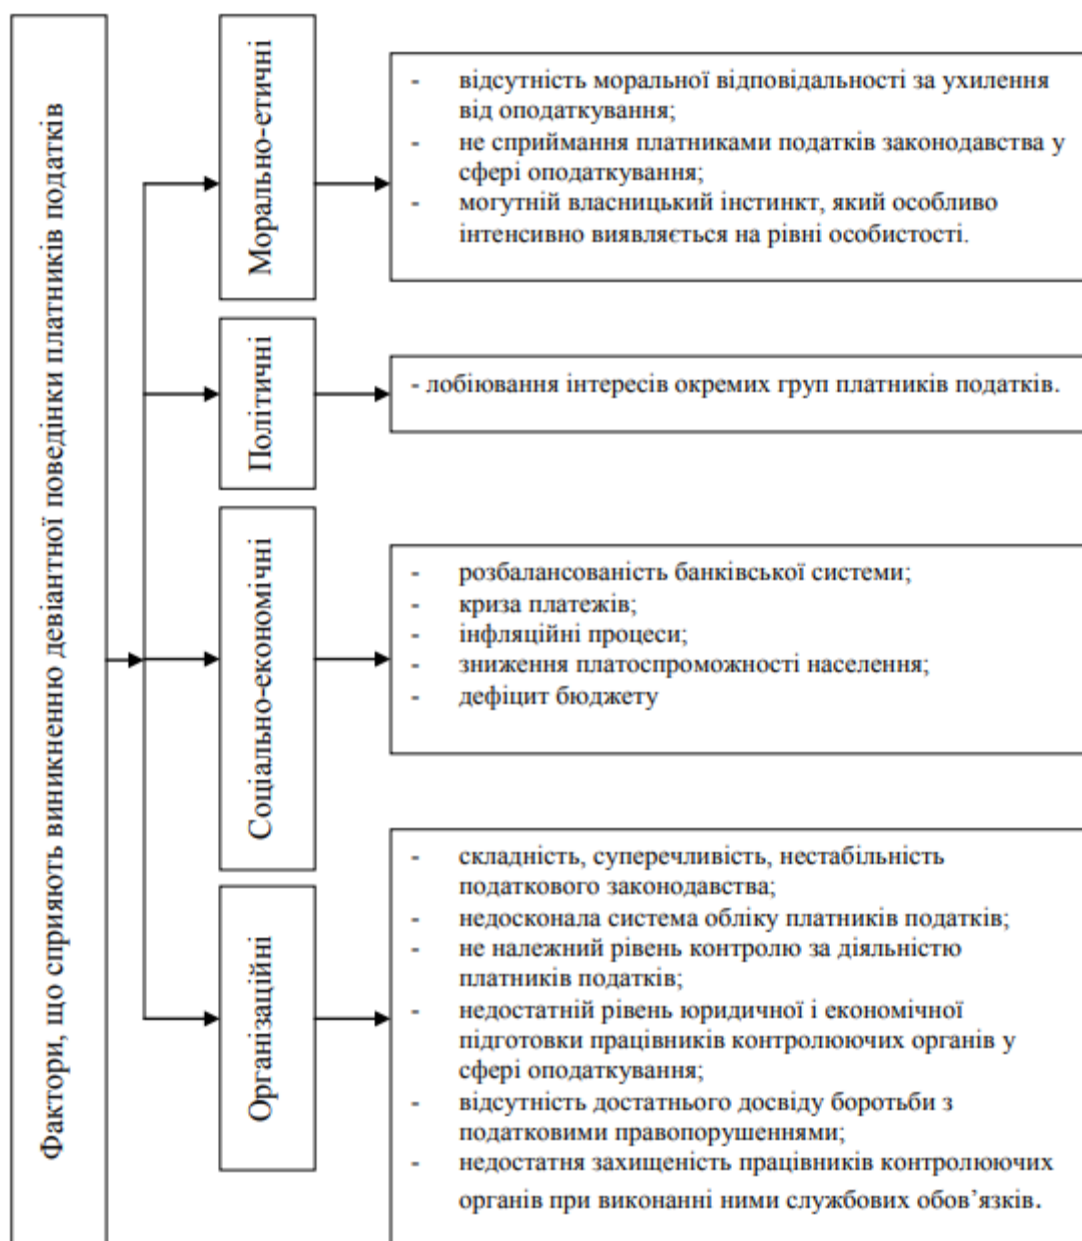 Фактори, що сприяють виникненню девіантної поведінки платників податків
Морально-етичні
- відсутність моральної відповідальності за ухилення
від оподаткування;
- не сприймання платниками податків законодавства у
сфері оподаткування;
- могутній власницький інстинкт, який особливо
інтенсивно виявляється на рівні особистості.
Політичні
- лобіювання інтересів окремих груп платників податків.
Соціально-економічні
- розбалансованість банківської системи;
- криза платежів;
- інфляційні процеси;
- зниження платоспроможності населення;
- дефіцит бюджету
Організаційні
- складність, суперечливість, нестабільність
податкового законодавства;
- недосконала система обліку платників податків;
- не належний рівень контролю за діяльністю
платників податків;
- недостатній рівень юридичної і економічної
підготовки працівників контролюючих органів у
сфері оподаткування;
- відсутність достатнього досвіду боротьби з
податковими правопорушеннями;
- недостатня захищеність працівників контролюючих
органів при виконанні ними службових обов’язків.